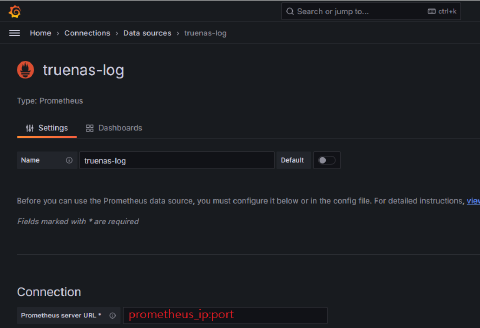 Search or jump to...
ctrl+k
Home > Connections > Data sources > truenas-log
truenas-log
Type: Prometheus
Settings
Dashboards
Name
truenas-log
Default
Before you can use the Prometheus data source, you must configure it below or in the config file. For detailed instructions,
Fields marked with * are required
Connection
Prometheus server URL *
prometheus_ip:port